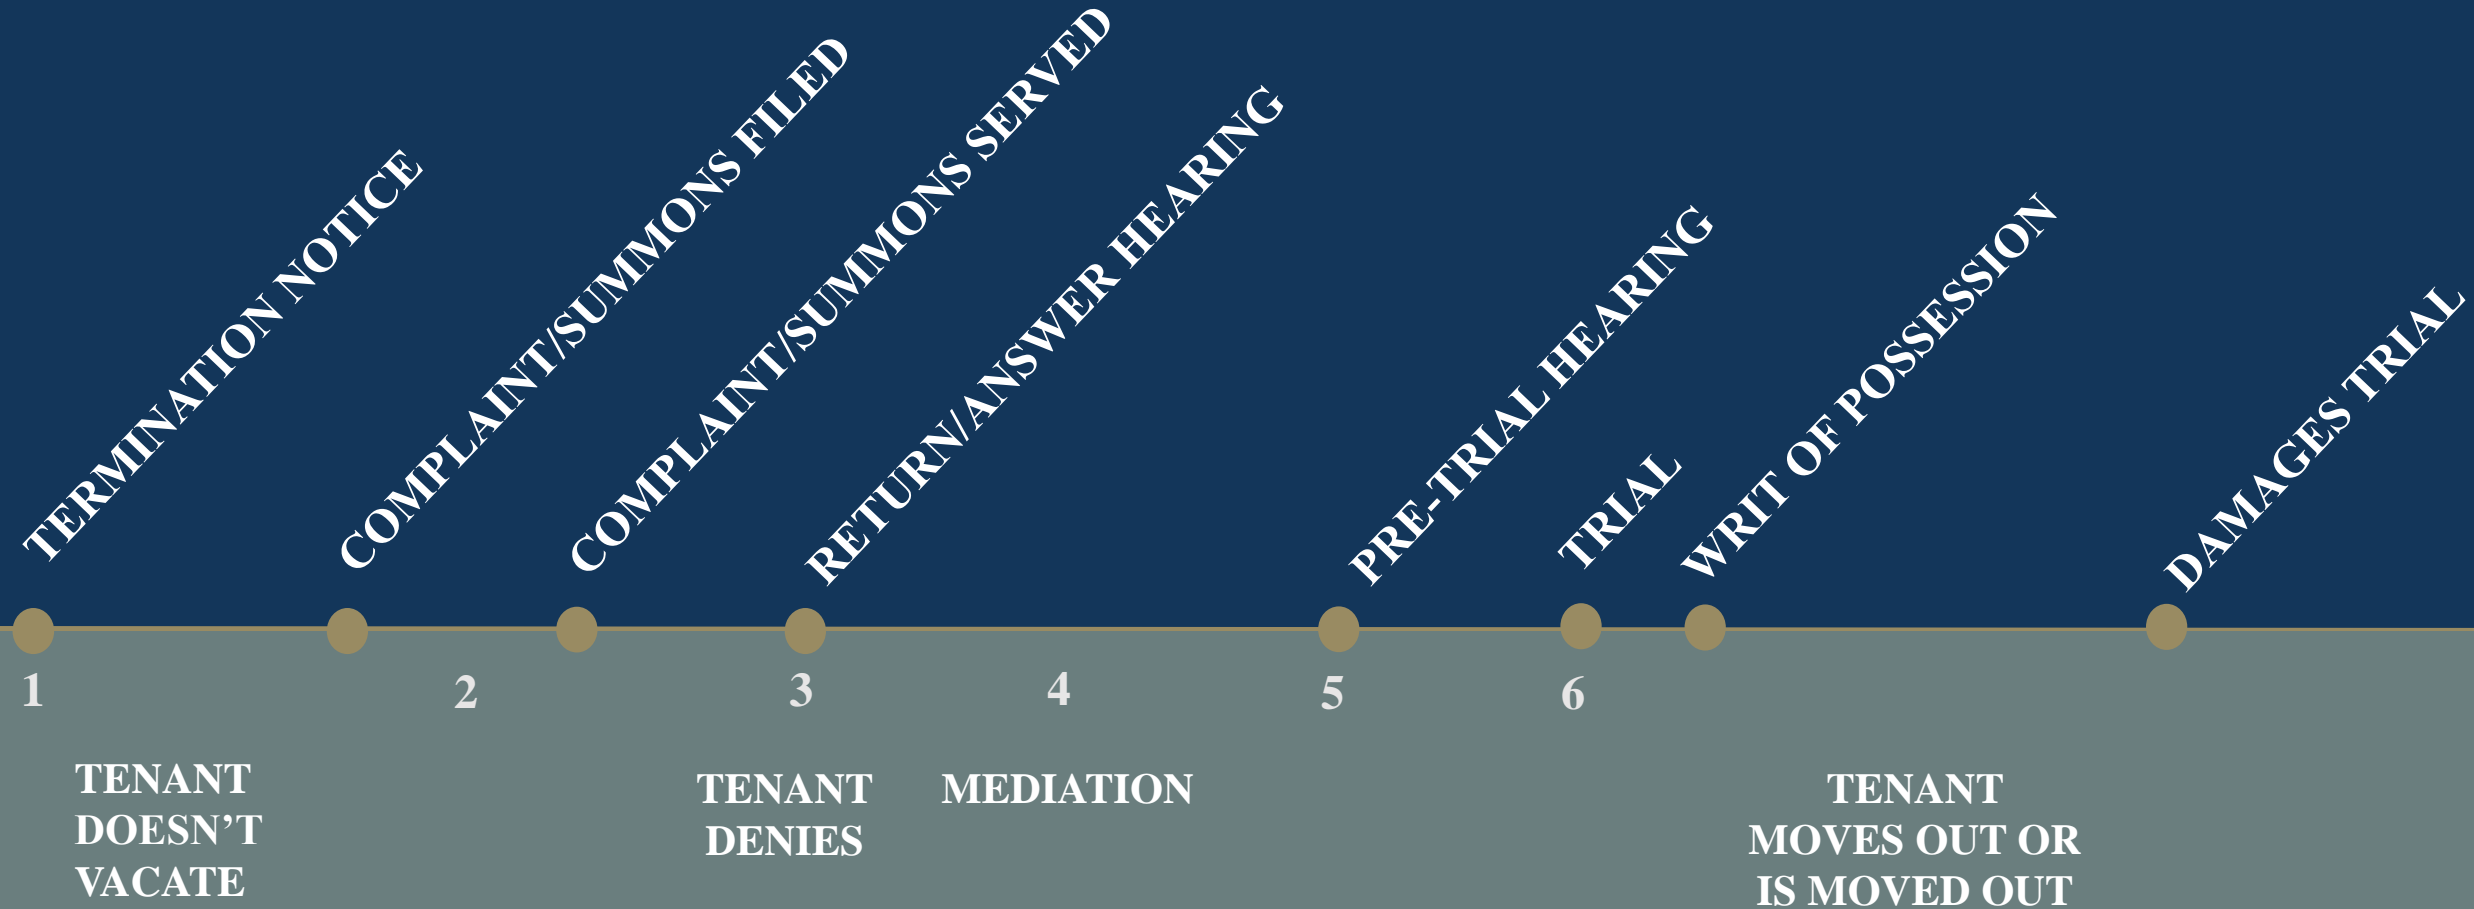 TERMINATION NOTICE
COMPLAINT/SUMMONS FILED
COMPLAINT/SUMMONS SERVED
RETURN/ANSWER HEARING
PRE-TRIAL HEARING
TRIAL
WRIT OF POSSESSION
DAMAGES TRIAL
1
2
3
4
5
6
TENANT
DOESN’T
VACATE
TENANT
DENIES
MEDIATION
TENANT
MOVES OUT OR
IS MOVED OUT